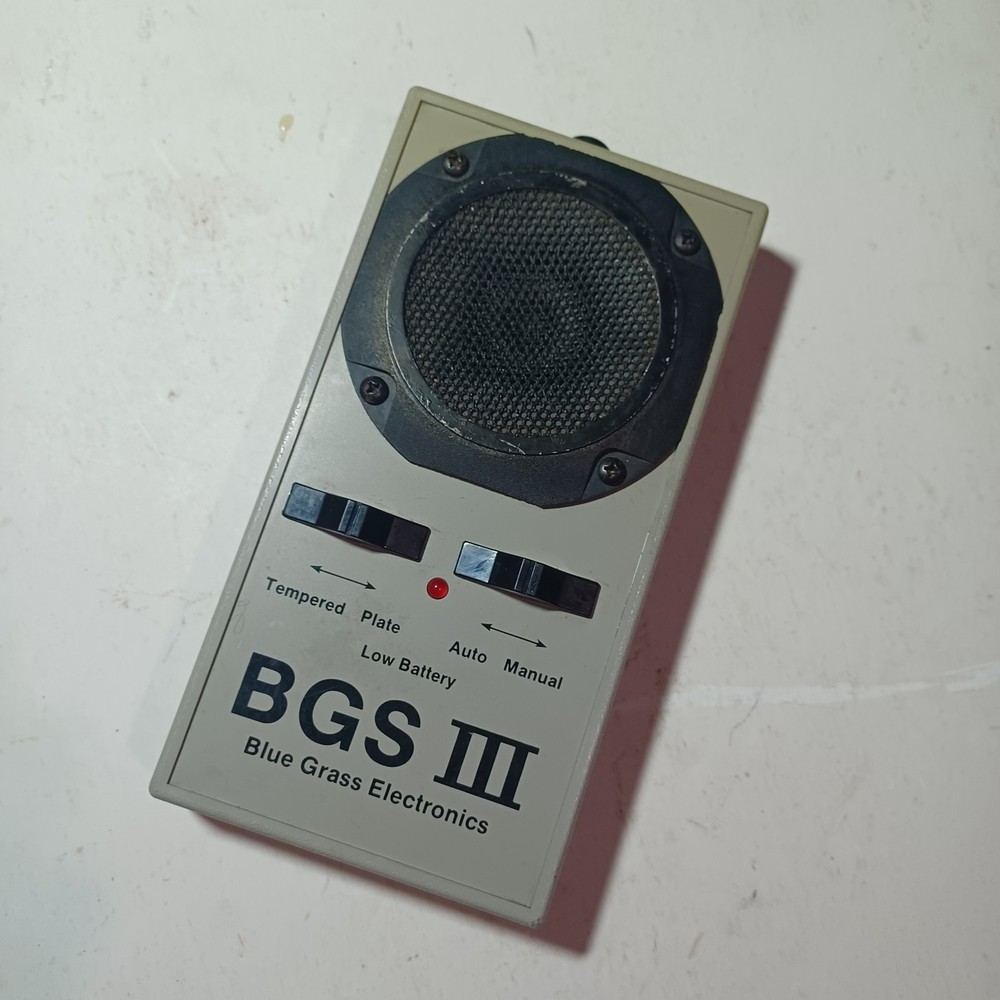 Tempered Plate
Low Battery
Auto Manual
BGS III
Blue Grass Electronics